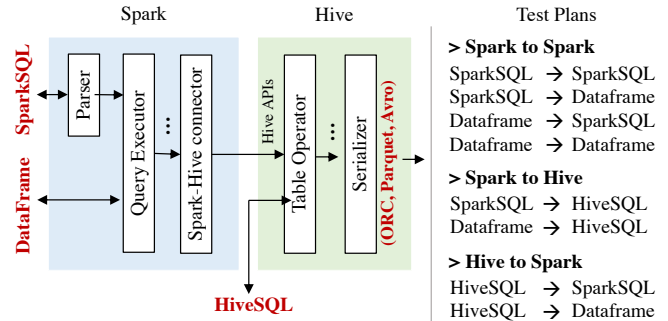 Spark
Hive
Test Plans
SparkSQL
DataFrame
Parser
Query Executor
...
Spark-Hive connector
Hive APIs
Table Operator
...
Serializer
(ORC, Parquet, Avro)
HiveSQL
> Spark to Spark
SparkSQL → SparkSQL
SparkSQL → Dataframe
Dataframe → SparkSQL
Dataframe → Dataframe
> Spark to Hive
SparkSQL → HiveSQL
Dataframe → HiveSQL
> Hive to Spark
HiveSQL → SparkSQL
HiveSQL → Dataframe